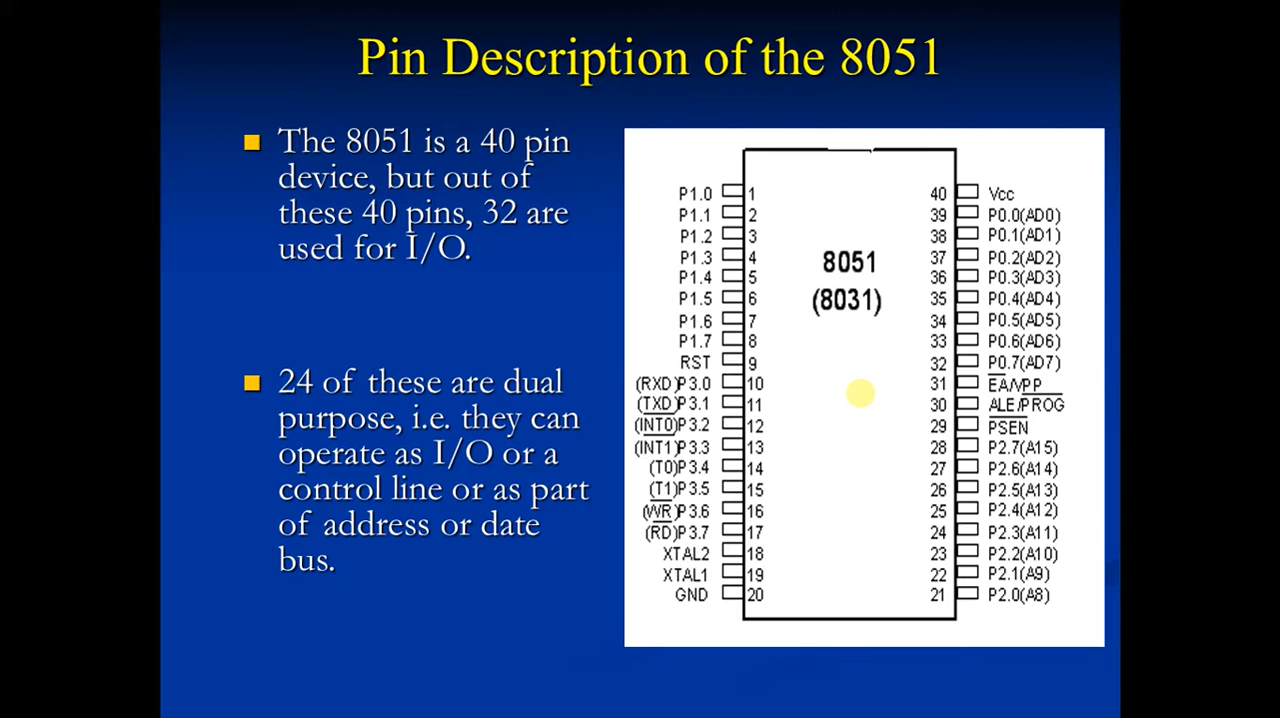 Pin Description of the 8051
The 8051 is a 40 pin
device, but out of
these 40 pins, 32 are
used for I/O.
24 of these are dual
purpose, i.e. they can
operate as I/O or a
control line or as part
of address or date
bus.
8051
(8031)
P1.0 1 40 Vcc
P1.1 2 39 P0.0(AD0)
P1.2 3 38 P0.1(AD1)
P1.3 4 37 P0.2(AD2)
P1.4 5 36 P0.3(AD3)
P1.5 6 35 P0.4(AD4)
P1.6 7 34 P0.5(AD5)
P1.7 8 33 P0.6(AD6)
RST 9 32 P0.7(AD7)
(RXD)P3.0 10 31 EA/VPP
(TXD)P3.1 11 30 ALE/PROG
(INT0)P3.2 12 29 PSEN
(INT1)P3.3 13 28 P2.7(A15)
(T0)P3.4 14 27 P2.6(A14)
(T1)P3.5 15 26 P2.5(A13)
(WR)P3.6 16 25 P2.4(A12)
(RD)P3.7 17 24 P2.3(A11)
XTAL2 18 23 P2.2(A10)
XTAL1 19 22 P2.1(A9)
GND 20 21 P2.0(A8)